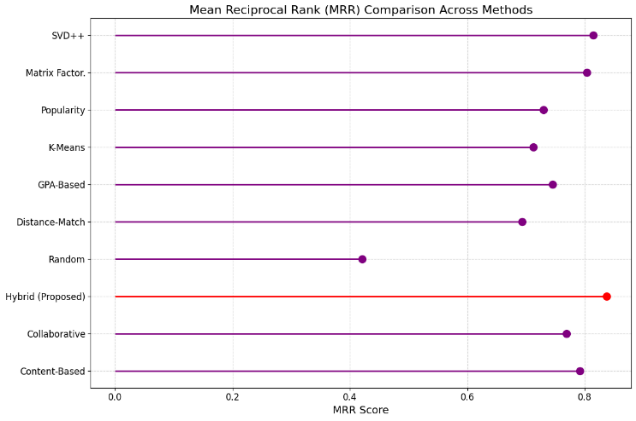 Mean Reciprocal Rank (MRR) Comparison Across Methods
SVD++
Matrix Factor.
Popularity
K-Means
GPA-Based
Distance-Match
Random
Hybrid (Proposed)
Collaborative
Content-Based
0.0 0.2 0.4 0.6 0.8
MRR Score